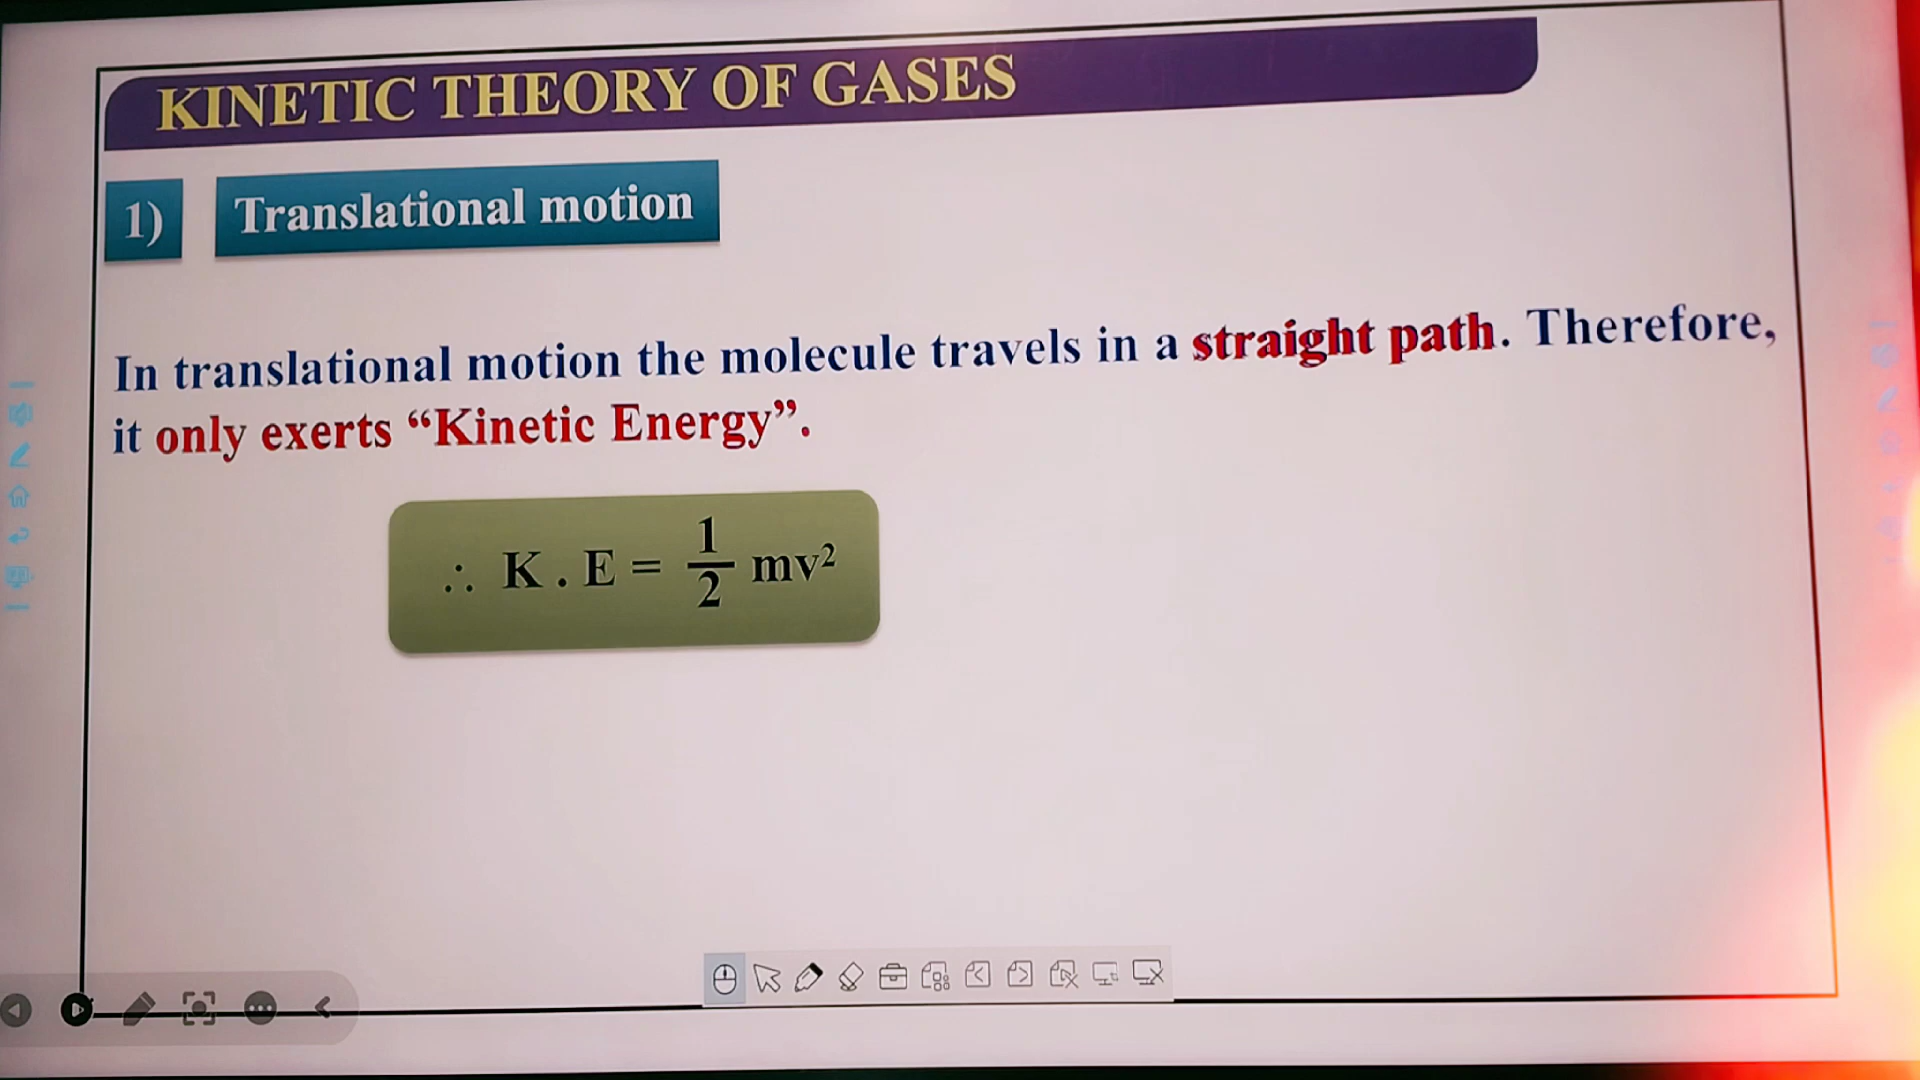 KINETIC THEORY OF GASES
1) Translational motion
In translational motion the molecule travels in a straight path. Therefore,
it only exerts “Kinetic Energy”.
∴ K . E = 1/2 mv²